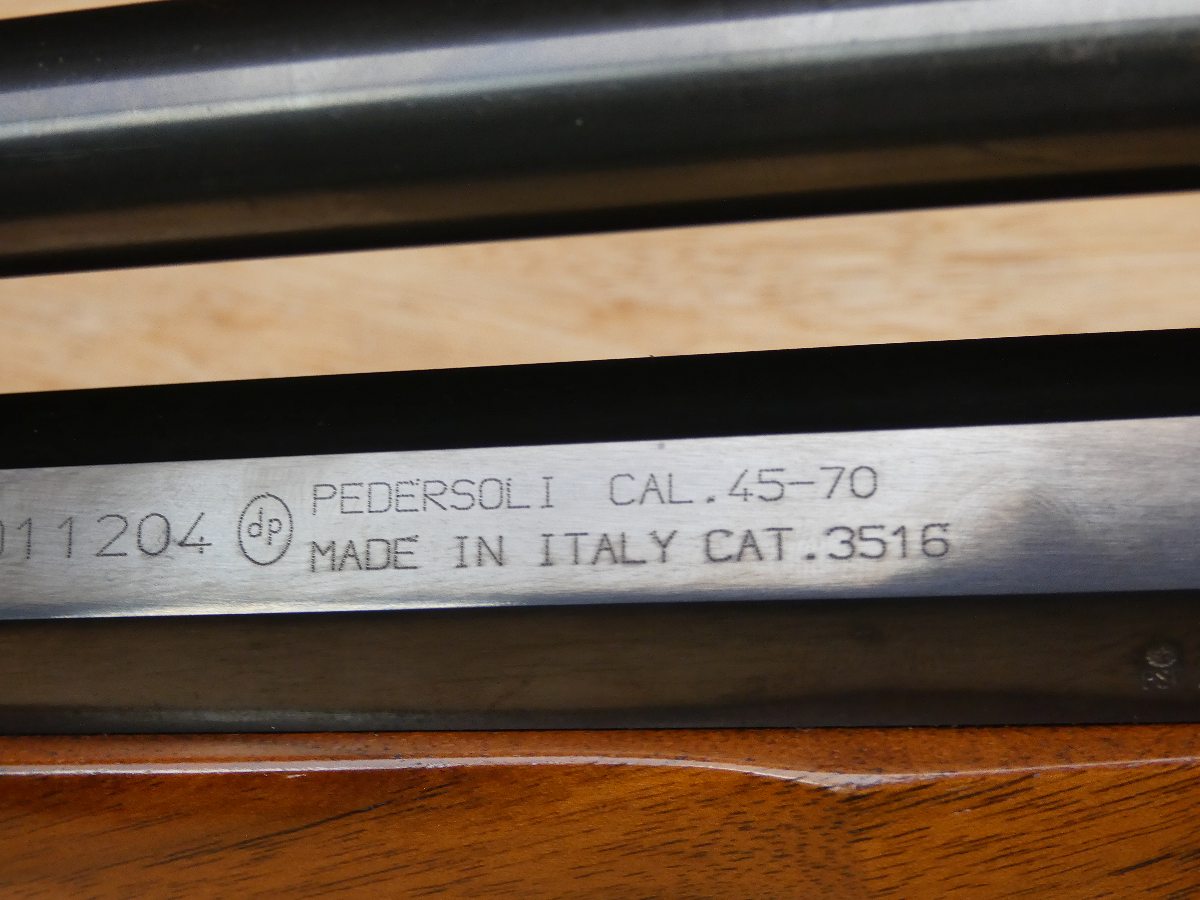 011204 dp PEDERSOLI CAL.45-70
MADE IN ITALY CAT.3516